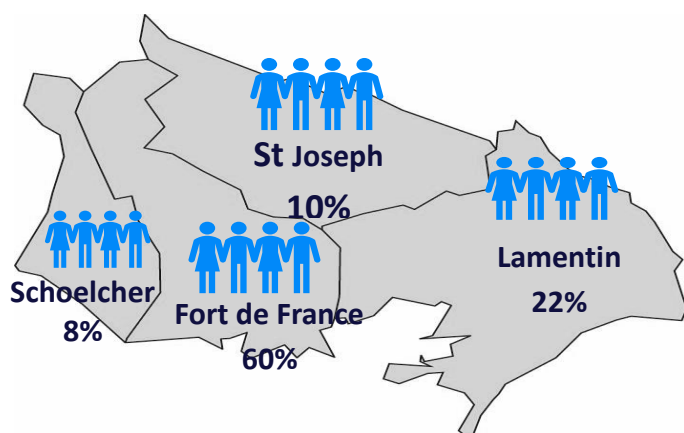 St Joseph
10%
Lamentin
22%
Schoelcher
8%
Fort de France
60%